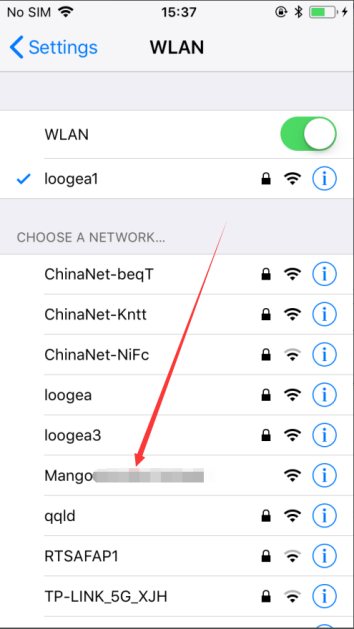 No SIM 15:37
Settings WLAN
WLAN
loogea1
CHOOSE A NETWORK...
ChinaNet-beqT
ChinaNet-Kntt
ChinaNet-NiFc
loogea
loogea3
Mango
qqld
RTSAFAP1
TP-LINK_5G_XJH